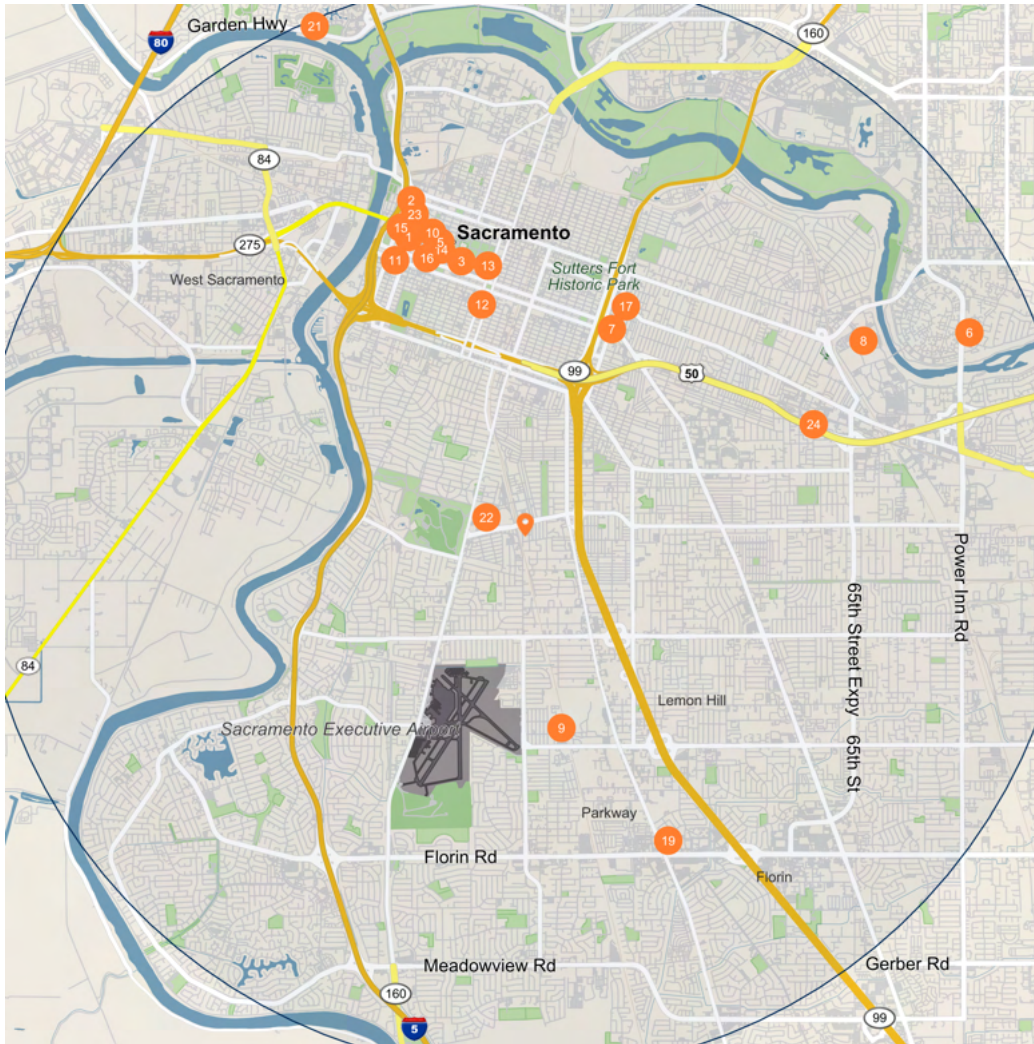 Garden Hwy
21
80
160
84
2
23
15
1
10
5
14
Sacramento
275
11
16
3
13
West Sacramento
Sutters Fort
Historic Park
12
17
7
8
6
99
50
24
22
Power Inn Rd
65th Street Expy
84
Lemon Hill
Sacramento Executive Airport
9
65th St
Parkway
19
Florin Rd
Florin
Meadowview Rd
Gerber Rd
160
99
5